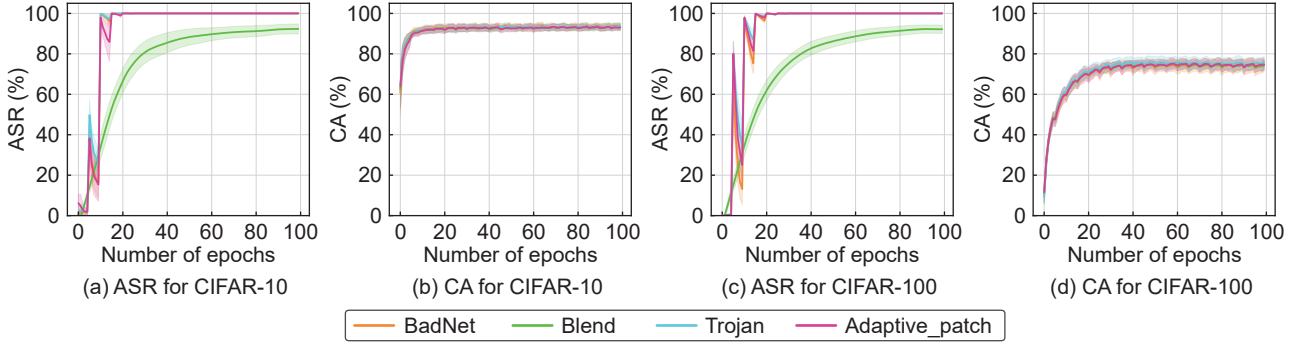 ASR (%)
100
80
60
40
20
0
0 20 40 60 80 100
Number of epochs
(a) ASR for CIFAR-10
CA (%)
100
80
60
40
20
0
0 20 40 60 80 100
Number of epochs
(b) CA for CIFAR-10
ASR (%)
100
80
60
40
20
0
0 20 40 60 80 100
Number of epochs
(c) ASR for CIFAR-100
CA (%)
100
80
60
40
20
0
0 20 40 60 80 100
Number of epochs
(d) CA for CIFAR-100
BadNet Blend Trojan Adaptive_patch